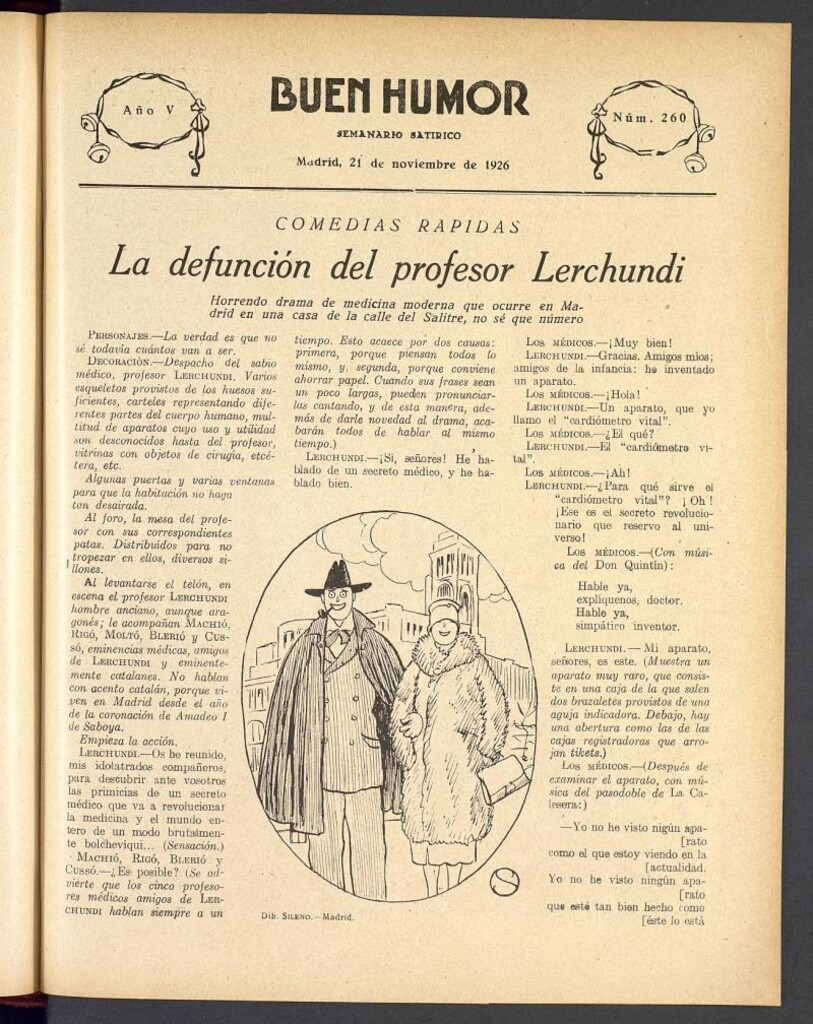 Año V
BUEN HUMOR
SEMANARIO SATIRICO
Madrid, 21 de noviembre de 1926
Núm. 260
COMEDIAS RAPIDAS
La defunción del profesor Lerchundi
Horrendo drama de medicina moderna que ocurre en Ma-
drid en una casa de la calle del Salitre, no sé que número
PERSONAJES.—La verdad es que no
sé todavía cuántos van a ser.
DECORACIÓN.—Despacho del sabio
médico, profesor LERCHUNDI. Varios
esqueletos provistos de los huesos su-
ficientes, carteles representando dife-
rentes partes del cuerpo humano, mul-
titud de aparatos cuyo uso y utilidad
son desconocidos hasta del profesor,
vitrinas con objetos de cirugía, etcé-
tera, etc.
Algunas puertas y varias ventanas
para que la habitación no haga
tan desairada.
Al foro, la mesa del profe-
sor con sus correspondientes
patas. Distribuídos para no
tropezar en ellos, diversos si-
llones.
Al levantarse el telón, en
escena el profesor LERCHUNDI
hombre anciano, aunque ara-
gonés; le acompañan MACHIÓ,
RIGÓ, MOLTÓ, BLERIÓ y CUS-
SÓ, eminencias médicas, amigos
de LERCHUNDI y eminente-
mente catalanes. No hablan
con acento catalán, porque vi-
ven en Madrid desde el año
de la coronación de Amadeo I
de Saboya.
Empieza la acción.
LERCHUNDI.—Os he reunido,
mis idolatrados compañeros,
para descubrir ante vosotros
las primicias de un secreto
médico que va a revolucionar
la medicina y el mundo en-
tero de un modo brutalmen-
te bolcheviqui... (Sensación.)
MACHIÓ, RIGÓ, BLERIÓ y
CUSSÓ.—¿Es posible? (Se ad-
vierte que los cinco profeso-
res médicos amigos de LER-
CHUNDI hablan siempre a un
tiempo. Esto acaece por dos causas:
primera, porque piensan todos lo
mismo, y, segunda, porque conviene
ahorrar papel. Cuando sus frases sean
un poco largas, pueden pronunciar-
las cantando, y de esta manera, ade-
más de darle novedad al drama, aca-
barán todos de hablar al mismo
tiempo.)
LERCHUNDI.—¡Sí, señores! He ha-
blado de un secreto médico, y he ha-
blado bien.
Dib. SILENO.—Madrid.
LOS MÉDICOS.—¡Muy bien!
LERCHUNDI.—Gracias. Amigos míos;
amigos de la infancia: he inventado
un aparato.
LOS MÉDICOS.—¡Hola!
LERCHUNDI.—Un aparato, que yo
llamo el "cardiómetro vital".
LOS MÉDICOS.—¿El qué?
LERCHUNDI.—El "cardiómetro vi-
tal".
LOS MÉDICOS.—¡Ah!
LERCHUNDI.—¿Para qué sirve el
"cardiómetro vital"? ¡Oh!
¡Ese es el secreto revolucio-
nario que reservo al uni-
verso!
LOS MÉDICOS.—(Con músi-
ca del Don Quintín):
Hable ya,
explíquenos, doctor.
Hable ya,
simpático inventor.
LERCHUNDI.—Mi aparato,
señores, es este. (Muestra un
aparato muy raro, que consis-
te en una caja de la que salen
dos brazaletes provistos de una
aguja indicadora. Debajo, hay
una abertura como las de las
cajas registradoras que arro-
jan tikets.)
LOS MÉDICOS.—(Después de
examinar el aparato, con mú-
sica del pasodoble de La Ca-
lesera:)
—Yo no he visto nigún apa-
[rato
como el que estoy viendo en la
[actualidad.
Yo no he visto ningún apa-
[rato
que esté tan bien hecho como
[éste lo está